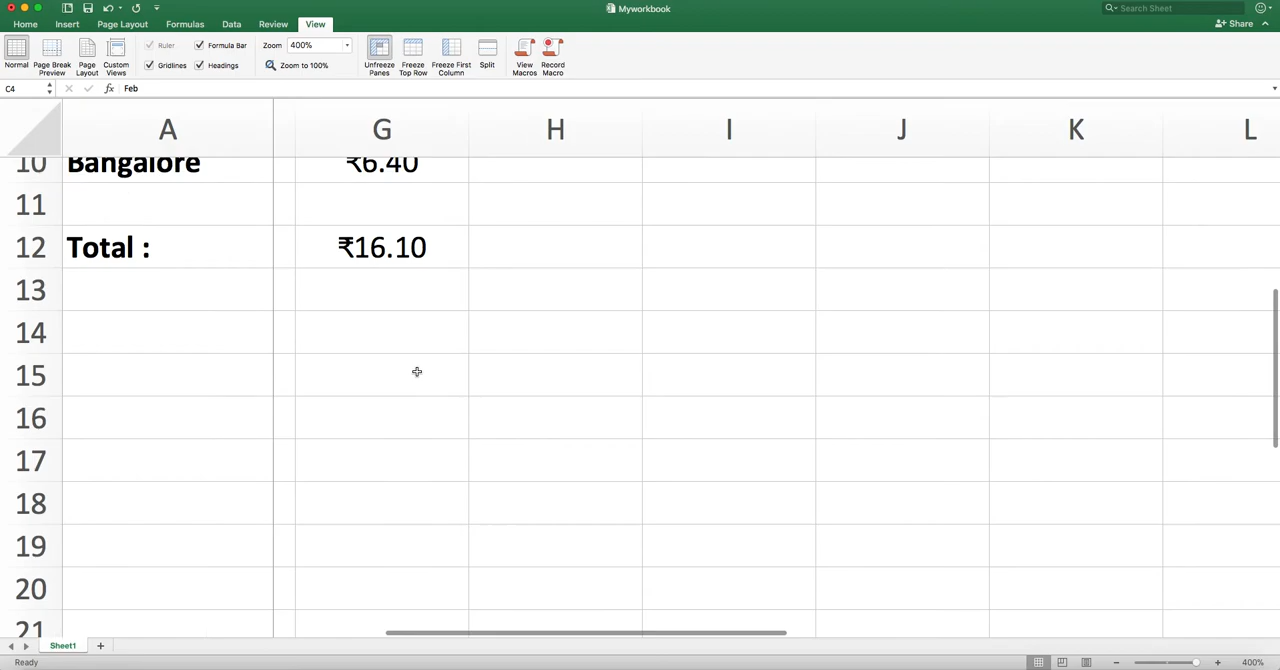 Myworkbook
Search Sheet
Home Insert Page Layout Formulas Data Review View
Share
Normal Page Break Preview Page Layout Custom Views
Ruler Formula Bar Zoom 400%
Gridlines Headings Zoom to 100%
Unfreeze Panes Freeze Top Row Freeze First Column Split View Macros Record Macro
C4 fx Feb
A G H I J K L
10 Bangalore ₹6.40
11
12 Total : ₹16.10
13
14
15
16
17
18
19
20
21
Sheet1
Ready 400%